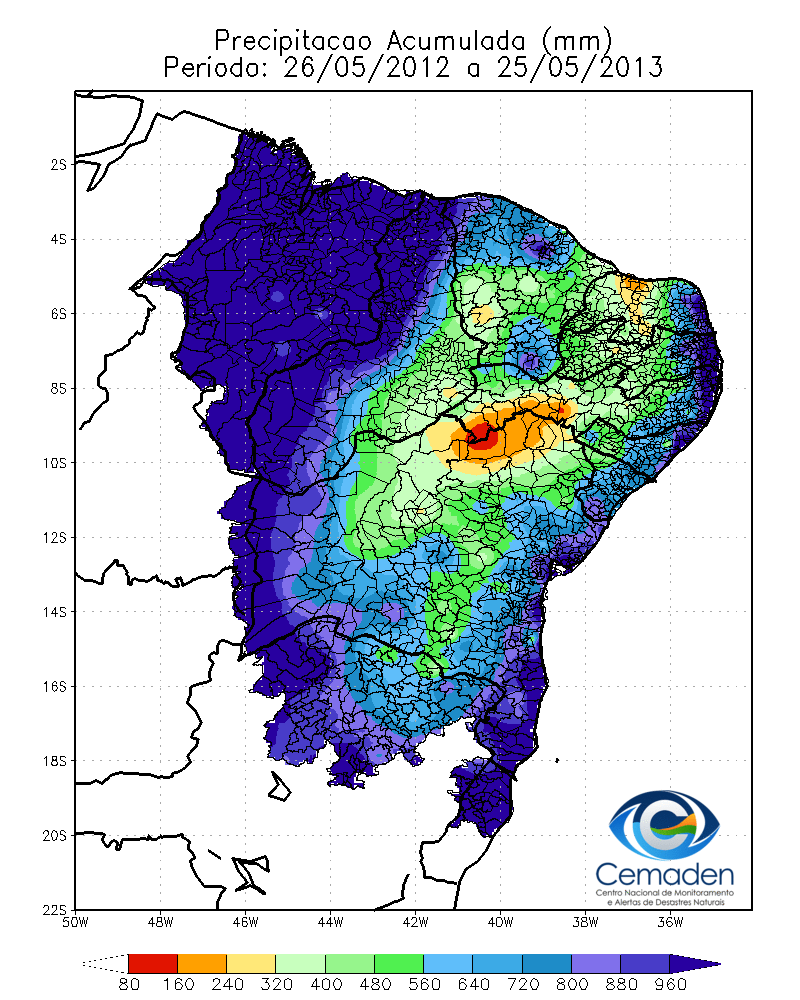 Precipitacao Acumulada (mm)
Periodo: 26/05/2012 a 25/05/2013
2S
4S
6S
8S
10S
12S
14S
16S
18S
20S
22S
50W 48W 46W 44W 42W 40W 38W 36W
Cemaden
Centro Nacional de Monitoramento
e Alertas de Desastres Naturais
80 160 240 320 400 480 560 640 720 800 880 960